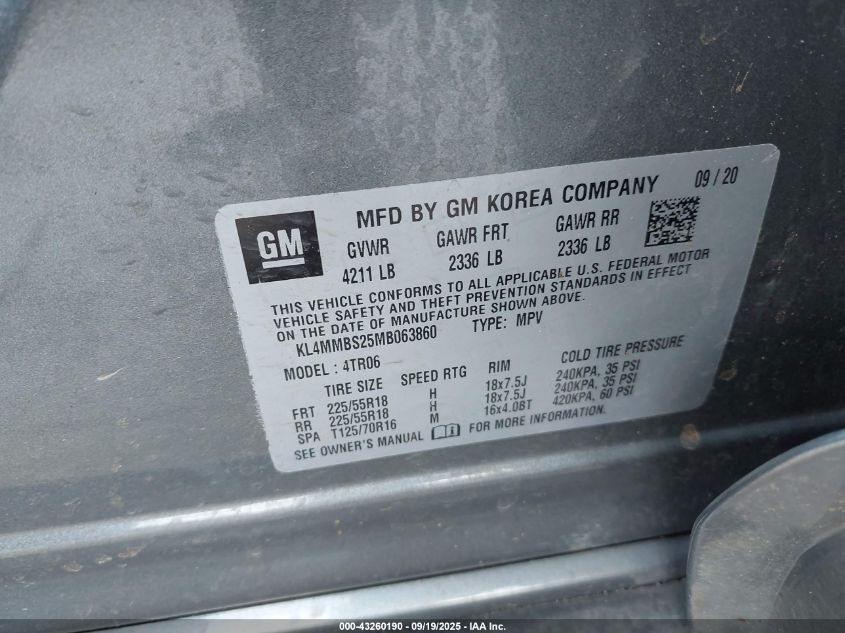 MFD BY GM KOREA COMPANY 09 / 20
GM
GVWR GAWR FRT GAWR RR
4211 LB 2336 LB 2336 LB
THIS VEHICLE CONFORMS TO ALL APPLICABLE U.S. FEDERAL MOTOR
VEHICLE SAFETY AND THEFT PREVENTION STANDARDS IN EFFECT
ON THE DATE OF MANUFACTURE SHOWN ABOVE.
KL4MMBS25MB063860 TYPE: MPV
MODEL : 4TR06
TIRE SIZE SPEED RTG RIM COLD TIRE PRESSURE
FRT 225/55R18 H 18x7.5J 240KPA, 35 PSI
RR 225/55R18 H 18x7.5J 240KPA, 35 PSI
SPA T125/70R16 M 16x4.0BT 420KPA, 60 PSI
SEE OWNER'S MANUAL FOR MORE INFORMATION.
000-43260190 - 09/19/2025 - IAA Inc.